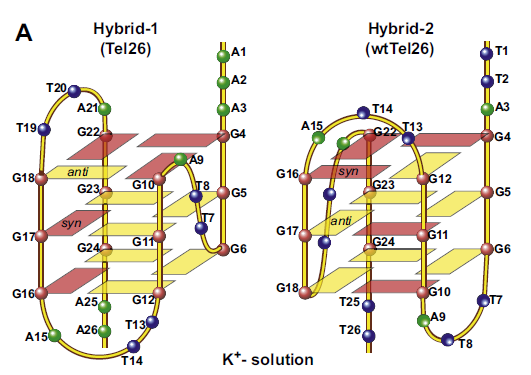 A
Hybrid-1
(Tel26)
Hybrid-2
(wtTel26)
A1
A2
A3
G4
G5
G6
T7
T8
A9
G10
G11
G12
T13
T14
A15
G16
G17
G18
T19
T20
A21
G22
G23
G24
A25
A26
anti
syn
T1
T2
A3
G4
G5
G6
T7
T8
A9
G10
G11
G12
T13
T14
A15
G16
G17
G18
G22
G23
G24
T25
T26
syn
anti
K+- solution